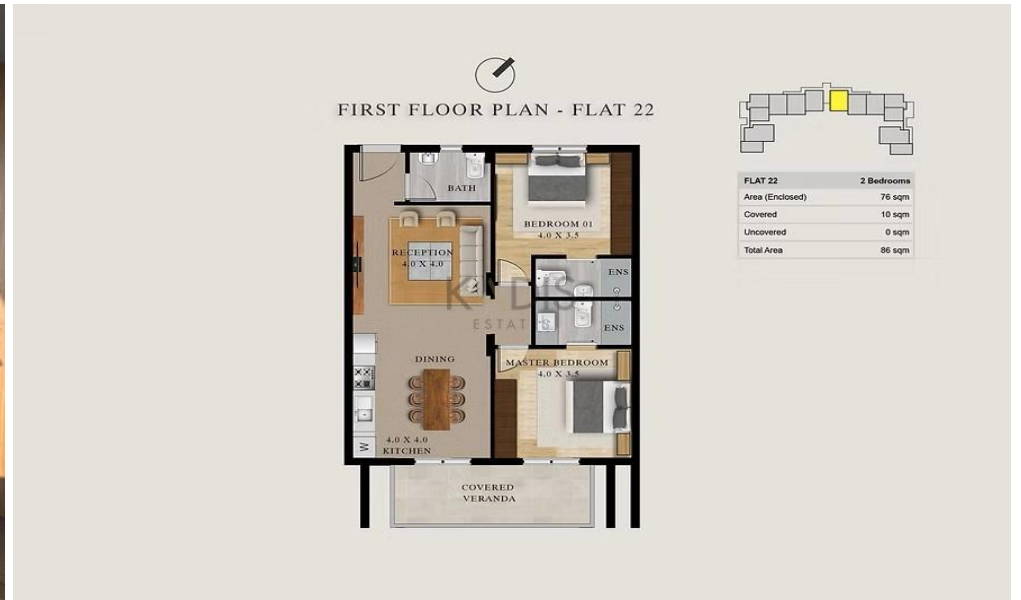 FIRST FLOOR PLAN - FLAT 22
BATH
BEDROOM 01
4.0 X 3.5
RECEPTION
4.0 X 4.0
ENS
ENS
DINING
MASTER BEDROOM
4.0 X 3.5
4.0 X 4.0
KITCHEN
W
COVERED
VERANDA
FLAT 22 2 Bedrooms
Area (Enclosed) 76 sqm
Covered 10 sqm
Uncovered 0 sqm
Total Area 86 sqm